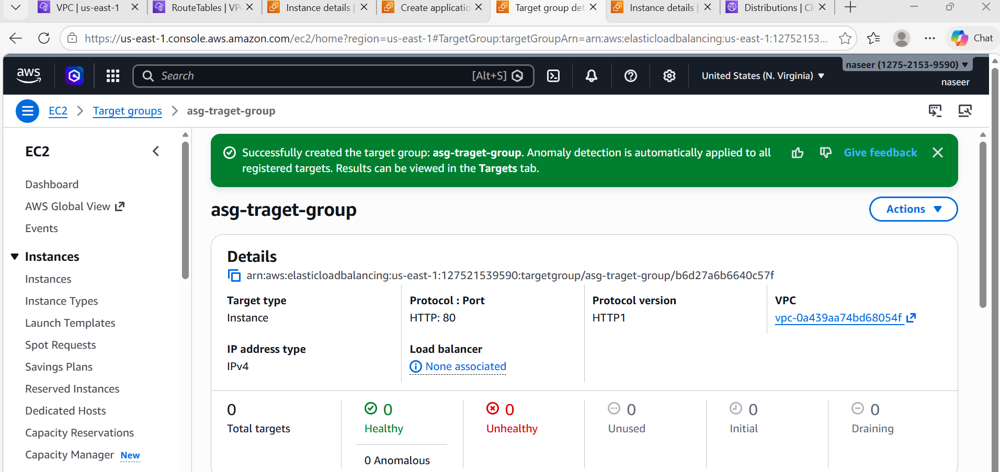 VPC | us-east-1
RouteTables | VP
Instance details |
Create applicatio
Target group det
Instance details |
Distributions | Cl
https://us-east-1.console.aws.amazon.com/ec2/home?region=us-east-1#TargetGroup:targetGroupArn=arn:aws:elasticloadbalancing:us-east-1:12752153...
Chat
aws
Search
[Alt+S]
United States (N. Virginia)
naseer (1275-2153-9590)
naseer
EC2
Target groups
asg-traget-group
EC2
Dashboard
AWS Global View
Events
Instances
Instances
Instance Types
Launch Templates
Spot Requests
Savings Plans
Reserved Instances
Dedicated Hosts
Capacity Reservations
Capacity Manager New
Successfully created the target group: asg-traget-group. Anomaly detection is automatically applied to all
registered targets. Results can be viewed in the Targets tab.
Give feedback
asg-traget-group
Actions
Details
arn:aws:elasticloadbalancing:us-east-1:127521539590:targetgroup/asg-traget-group/b6d27a6b6640c57f
Target type
Instance
Protocol : Port
HTTP: 80
Protocol version
HTTP1
VPC
vpc-0a439aa74bd68054f
IP address type
IPv4
Load balancer
None associated
0
Total targets
0
Healthy
0 Anomalous
0
Unhealthy
0
Unused
0
Initial
0
Draining